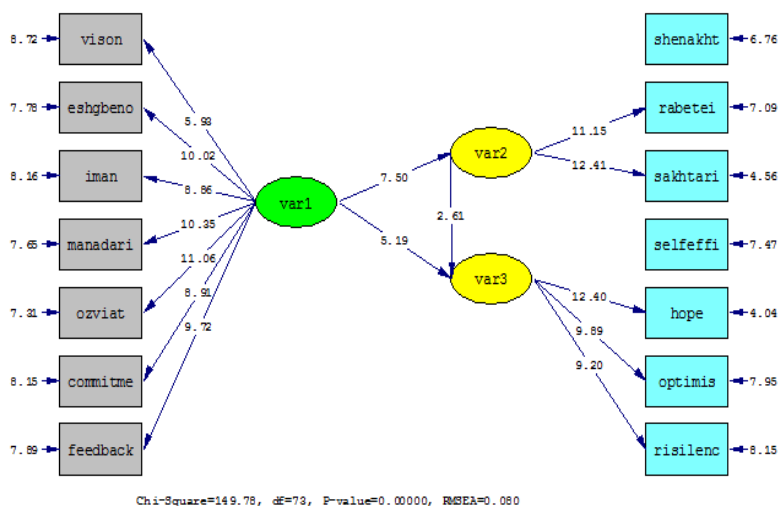 8.72 vison
7.78 eshgbeno
8.16 iman
7.65 manadari
7.31 ozviat
8.15 commitme
7.89 feedback
5.93
10.02
8.86
10.35
11.06
8.91
9.72
var1
7.50
5.19
var2
2.61
var3
11.15
12.41
12.40
9.89
9.20
shenakht 6.76
rabetei 7.09
sakhtari 4.56
selfeffi 7.47
hope 4.04
optimis 7.95
risilenc 8.15
Chi-Square=149.78, df=73, P-value=0.00000, RMSEA=0.080